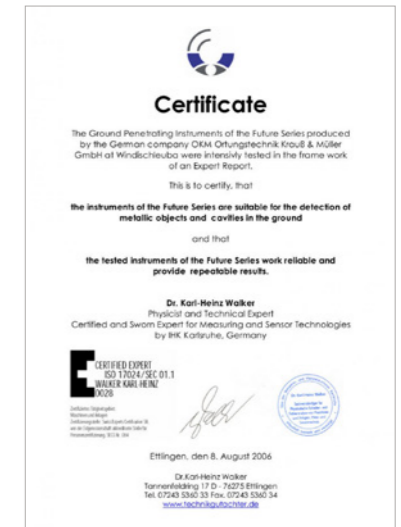 Certificate
The Ground Penetrating Instruments of the Future Series produced
by the German company OKM Ortungstechnik Krauß & Müller
GmbH at Windischleuba were intensivly tested in the frame work
of an Expert Report.
This is to certify, that
the instruments of the Future Series are suitable for the detection of
metallic objects and cavities in the ground
and that
the tested instruments of the Future Series work reliable and
provide repeatable results.
Dr. Karl-Heinz Walker
Physicist and Technical Expert
Certified and Sworn Expert for Measuring and Sensor Technologies
by IHK Karlsruhe, Germany
CERTIFIED EXPERT
ISO 17024/SEC 01.1
WALKER KARL-HEINZ
0028
Ettlingen, den 8. August 2006
Dr.Karl-Heinz Walker
Tannenfeldring 17 D - 76275 Ettlingen
Tel. 07243 5360 33 Fax. 07243 5360 34
www.technikgutachter.de